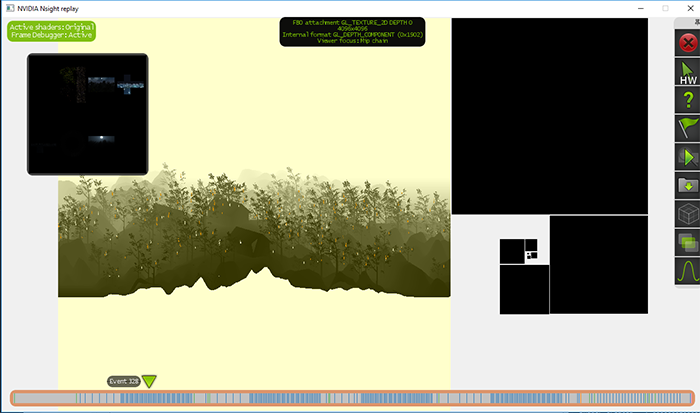 NVIDIA Nsight replay
Active shaders: Original
Frame Debugger: Active
FBO attachment GL_TEXTURE_2D DEPTH 0
4096x4096
Internal format GL_DEPTH_COMPONENT (0x1902)
Viewer focus: Mip chain
HW
?
Event 328